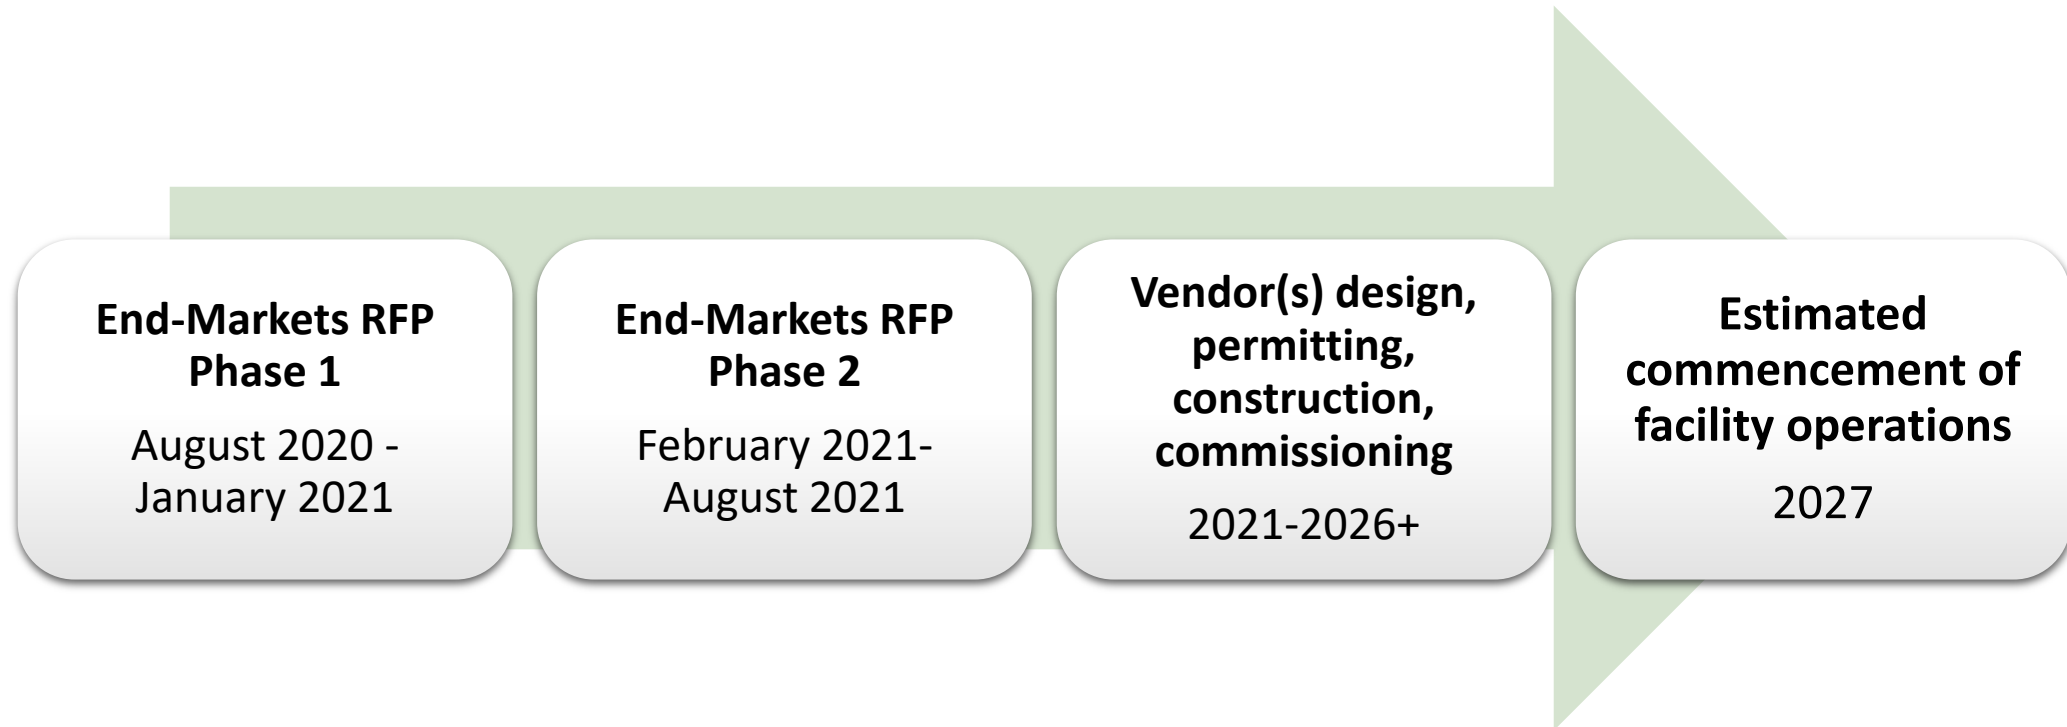 End-Markets RFP
Phase 1
August 2020 -
January 2021
End-Markets RFP
Phase 2
February 2021-
August 2021
Vendor(s) design,
permitting,
construction,
commissioning
2021-2026+
Estimated
commencement of
facility operations
2027